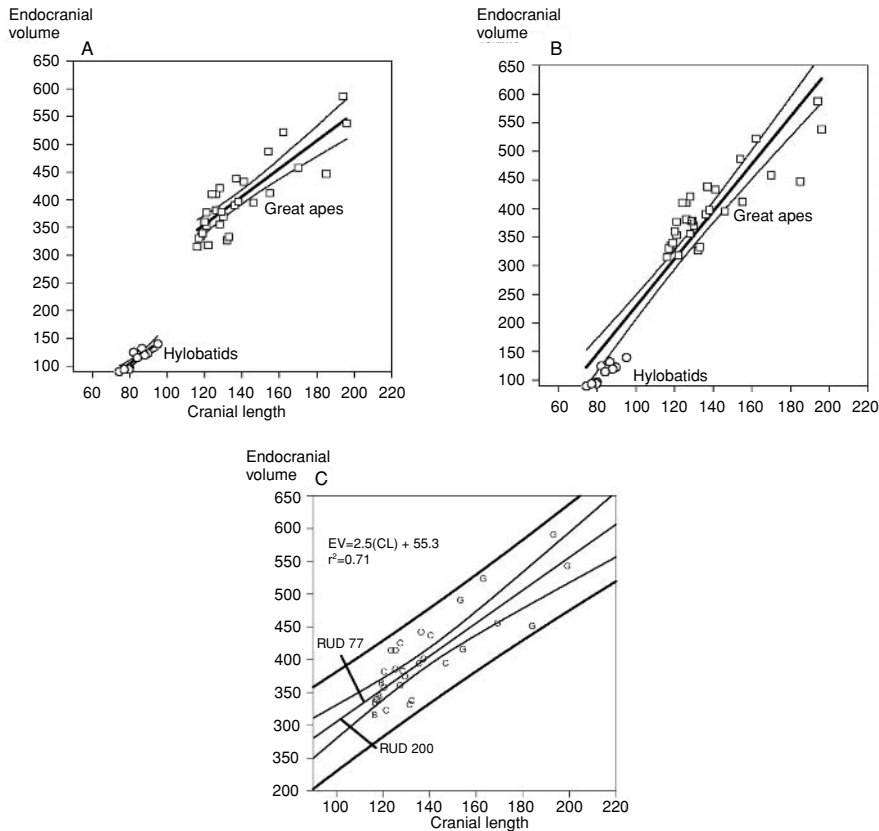 Endocranial
volume
A
650
600
550
500
450
400
350
300
250
200
150
100
Great apes
Hylobatids
60 80 100 120 140 160 180 200 220
Cranial length
Endocranial
volume
B
650
600
550
500
450
400
350
300
250
200
150
100
Great apes
Hylobatids
60 80 100 120 140 160 180 200 220
Endocranial
volume
C
650
600
550
500
450
400
350
300
250
200
EV=2.5(CL) + 55.3
r²=0.71
RUD 77
RUD 200
100 120 140 160 180 200 220
Cranial length